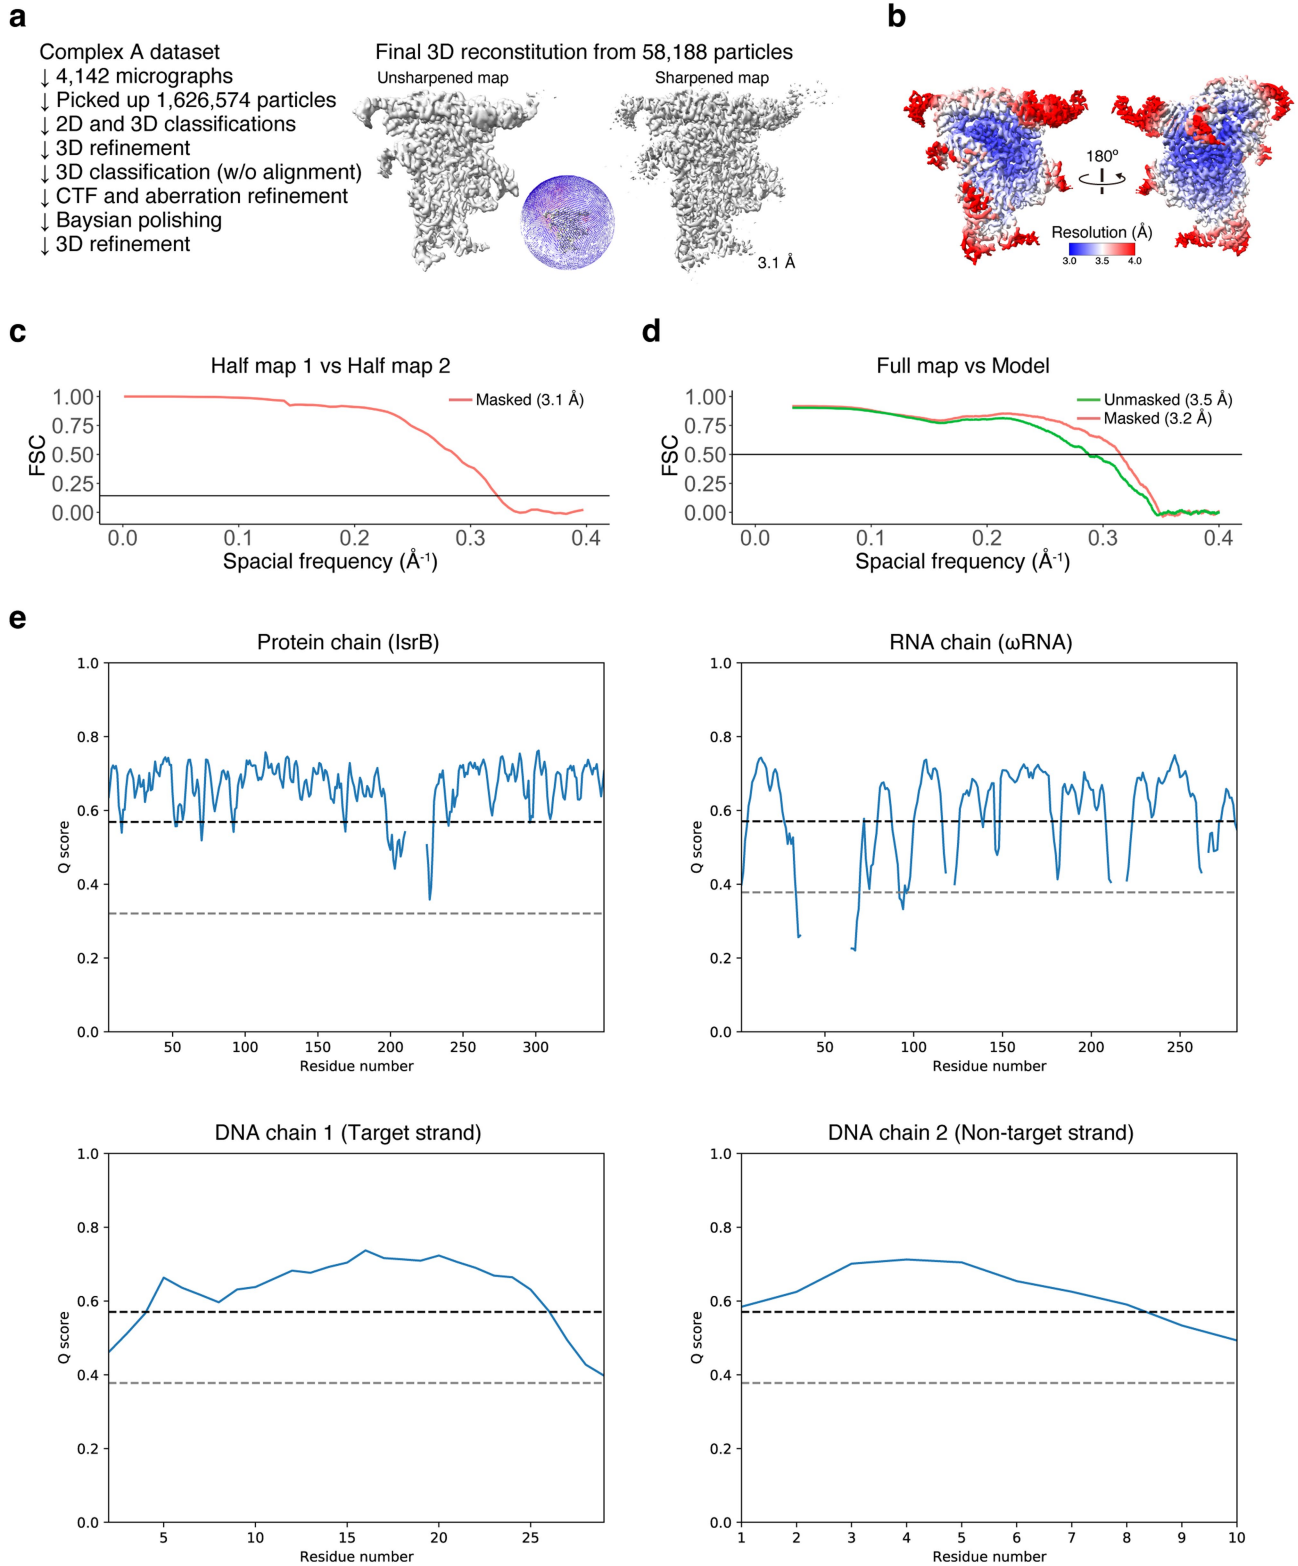 a
Complex A dataset
↓ 4,142 micrographs
↓ Picked up 1,626,574 particles
↓ 2D and 3D classifications
↓ 3D refinement
↓ 3D classification (w/o alignment)
↓ CTF and aberration refinement
↓ Baysian polishing
↓ 3D refinement
Final 3D reconstitution from 58,188 particles
Unsharpened map
Sharpened map
3.1 Å
b
180º
Resolution (Å)
3.0 3.5 4.0
c
Half map 1 vs Half map 2
Masked (3.1 Å)
FSC
1.00
0.75
0.50
0.25
0.00
0.0 0.1 0.2 0.3 0.4
Spacial frequency (Å-1)
d
Full map vs Model
Unmasked (3.5 Å)
Masked (3.2 Å)
FSC
1.00
0.75
0.50
0.25
0.00
0.0 0.1 0.2 0.3 0.4
Spacial frequency (Å-1)
e
Protein chain (IsrB)
Q score
1.0
0.8
0.6
0.4
0.2
0.0
50 100 150 200 250 300
Residue number
RNA chain (ωRNA)
Q score
1.0
0.8
0.6
0.4
0.2
0.0
50 100 150 200 250
Residue number
DNA chain 1 (Target strand)
Q score
1.0
0.8
0.6
0.4
0.2
0.0
5 10 15 20 25
Residue number
DNA chain 2 (Non-target strand)
Q score
1.0
0.8
0.6
0.4
0.2
0.0
1 2 3 4 5 6 7 8 9 10
Residue number